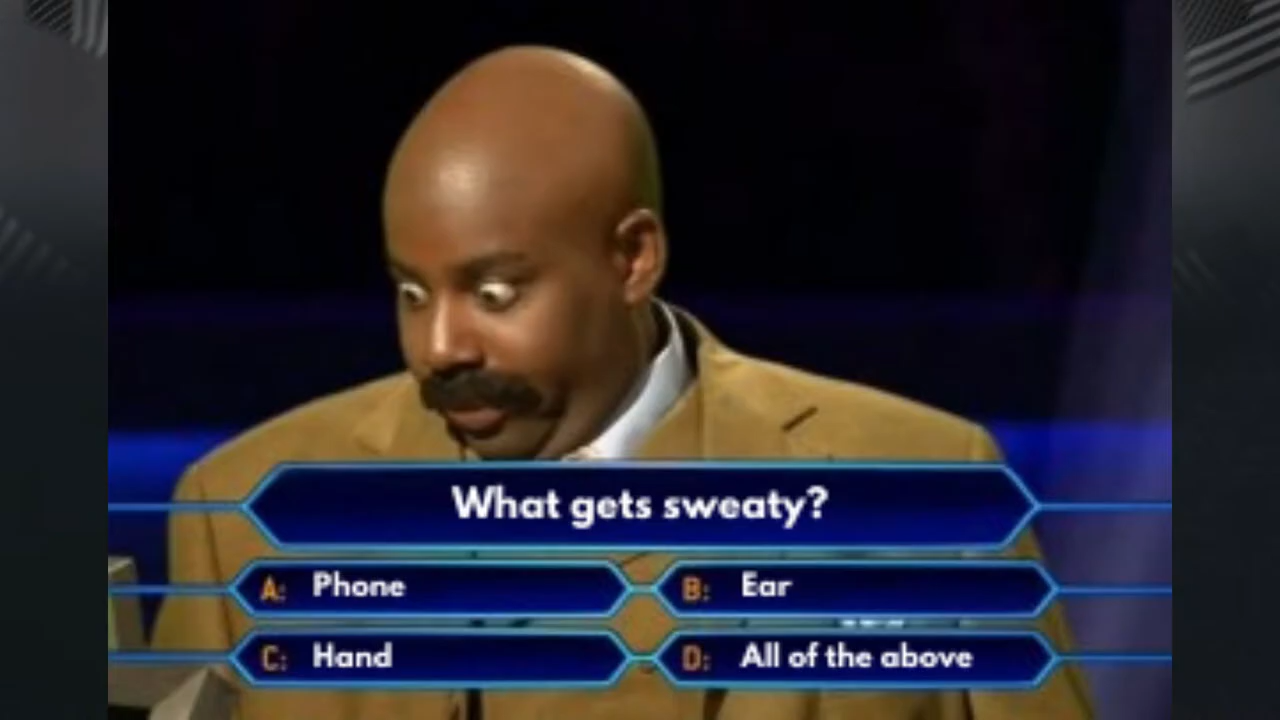 What gets sweaty?
A: Phone
B: Ear
C: Hand
D: All of the above